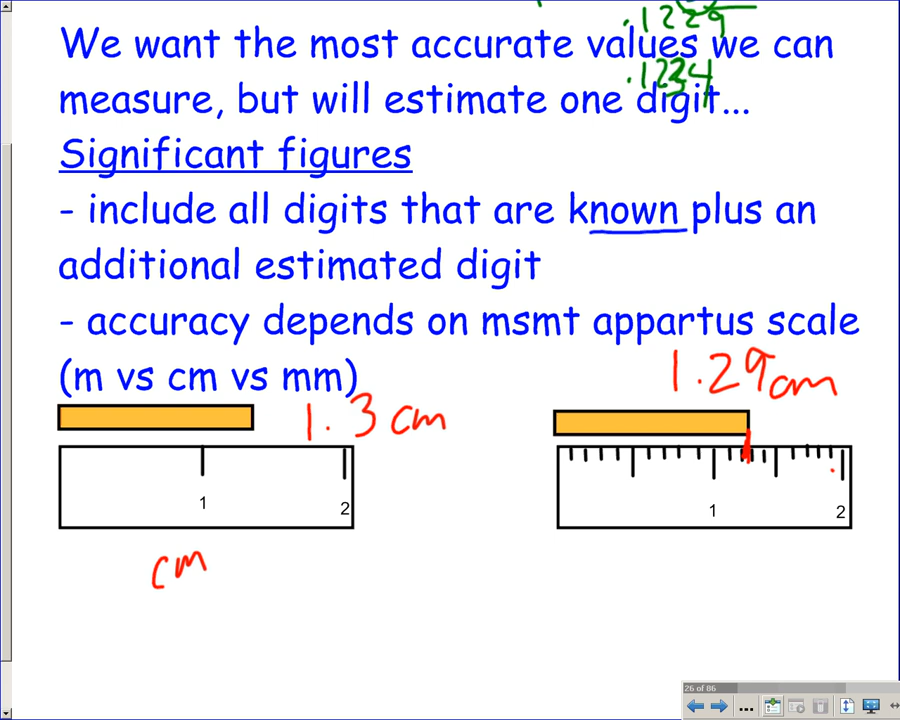 .1229
We want the most accurate values we can
.1234
measure, but will estimate one digit...
Significant figures
- include all digits that are known plus an
additional estimated digit
- accuracy depends on msmt appartus scale
(m vs cm vs mm)
1.29cm
1.3 cm
1
2
1
2
cm
26 of 86